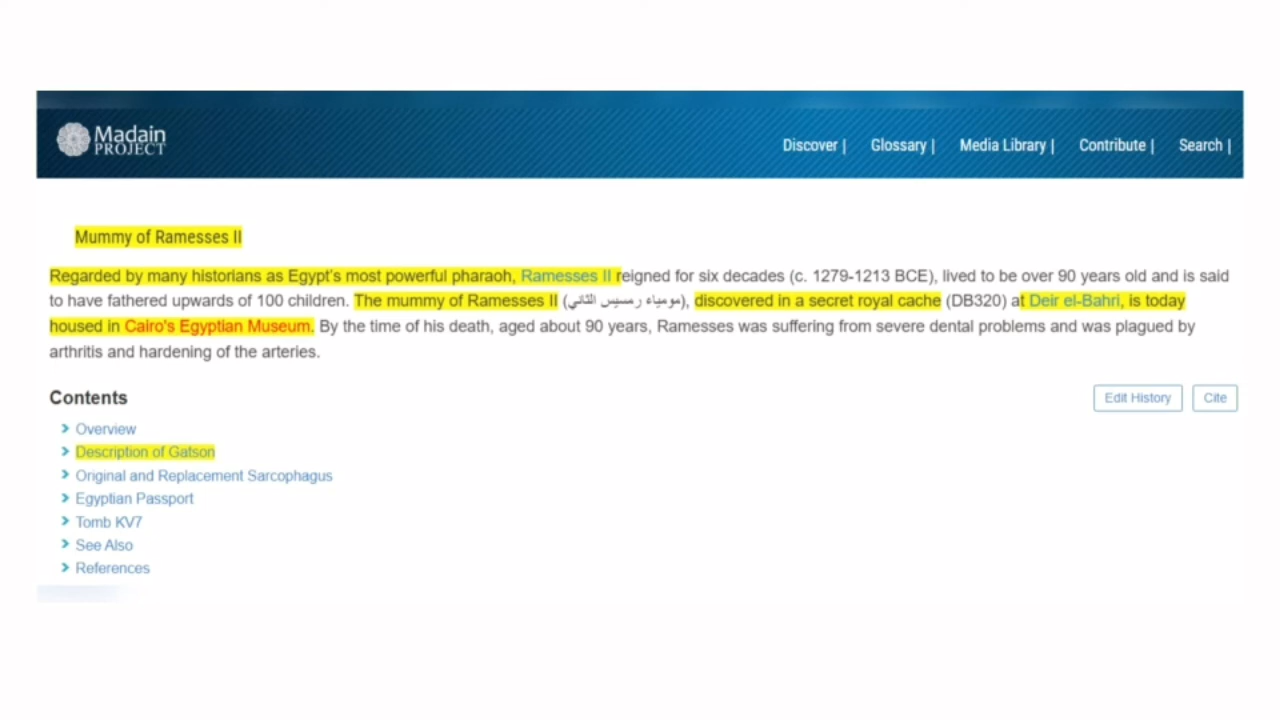 Madain
PROJECT
Discover |
Glossary |
Media Library |
Contribute |
Search |
Mummy of Ramesses II
Regarded by many historians as Egypt's most powerful pharaoh, Ramesses II reigned for six decades (c. 1279-1213 BCE), lived to be over 90 years old and is said
to have fathered upwards of 100 children. The mummy of Ramesses II (مومياء رمسيس الثاني), discovered in a secret royal cache (DB320) at Deir el-Bahri, is today
housed in Cairo's Egyptian Museum. By the time of his death, aged about 90 years, Ramesses was suffering from severe dental problems and was plagued by
arthritis and hardening of the arteries.
Contents
Edit History
Cite
Overview
Description of Gatson
Original and Replacement Sarcophagus
Egyptian Passport
Tomb KV7
See Also
References